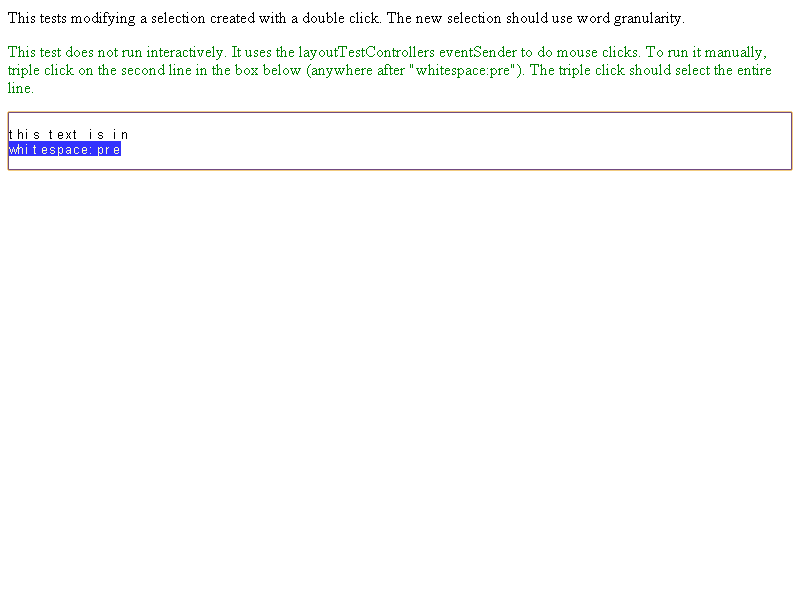 This tests modifying a selection created with a double click. The new selection should use word granularity.
This test does not run interactively. It uses the layoutTestControllers eventSender to do mouse clicks. To run it manually,
triple click on the second line in the box below (anywhere after "whitespace:pre"). The triple click should select the entire
line.
this text is in
whitespace:pre